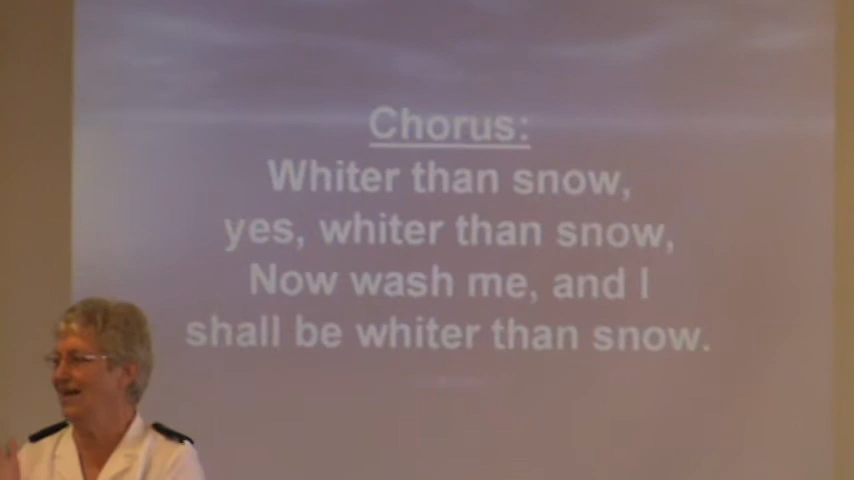 Chorus:
Whiter than snow,
yes, whiter than snow,
Now wash me, and I
shall be whiter than snow.